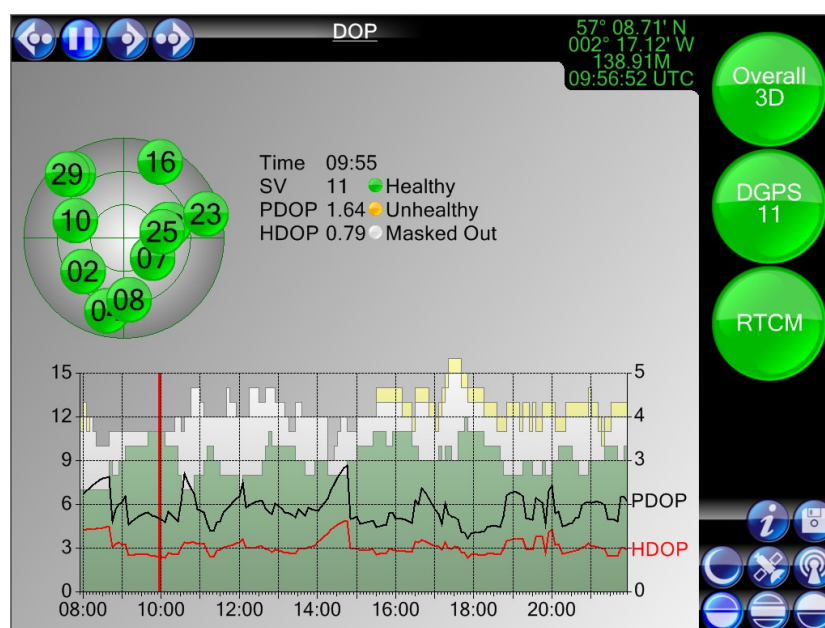 DOP
57° 08.71' N
002° 17.12' W
138.91M
09:56:52 UTC
Overall
3D
DGPS
11
RTCM
Time 09:55
SV 11 Healthy
PDOP 1.64 Unhealthy
HDOP 0.79 Masked Out
29
16
10
23
25
07
02
08
15
12
9
6
3
0
5
4
3
PDOP
HDOP
0
08:00 10:00 12:00 14:00 16:00 18:00 20:00